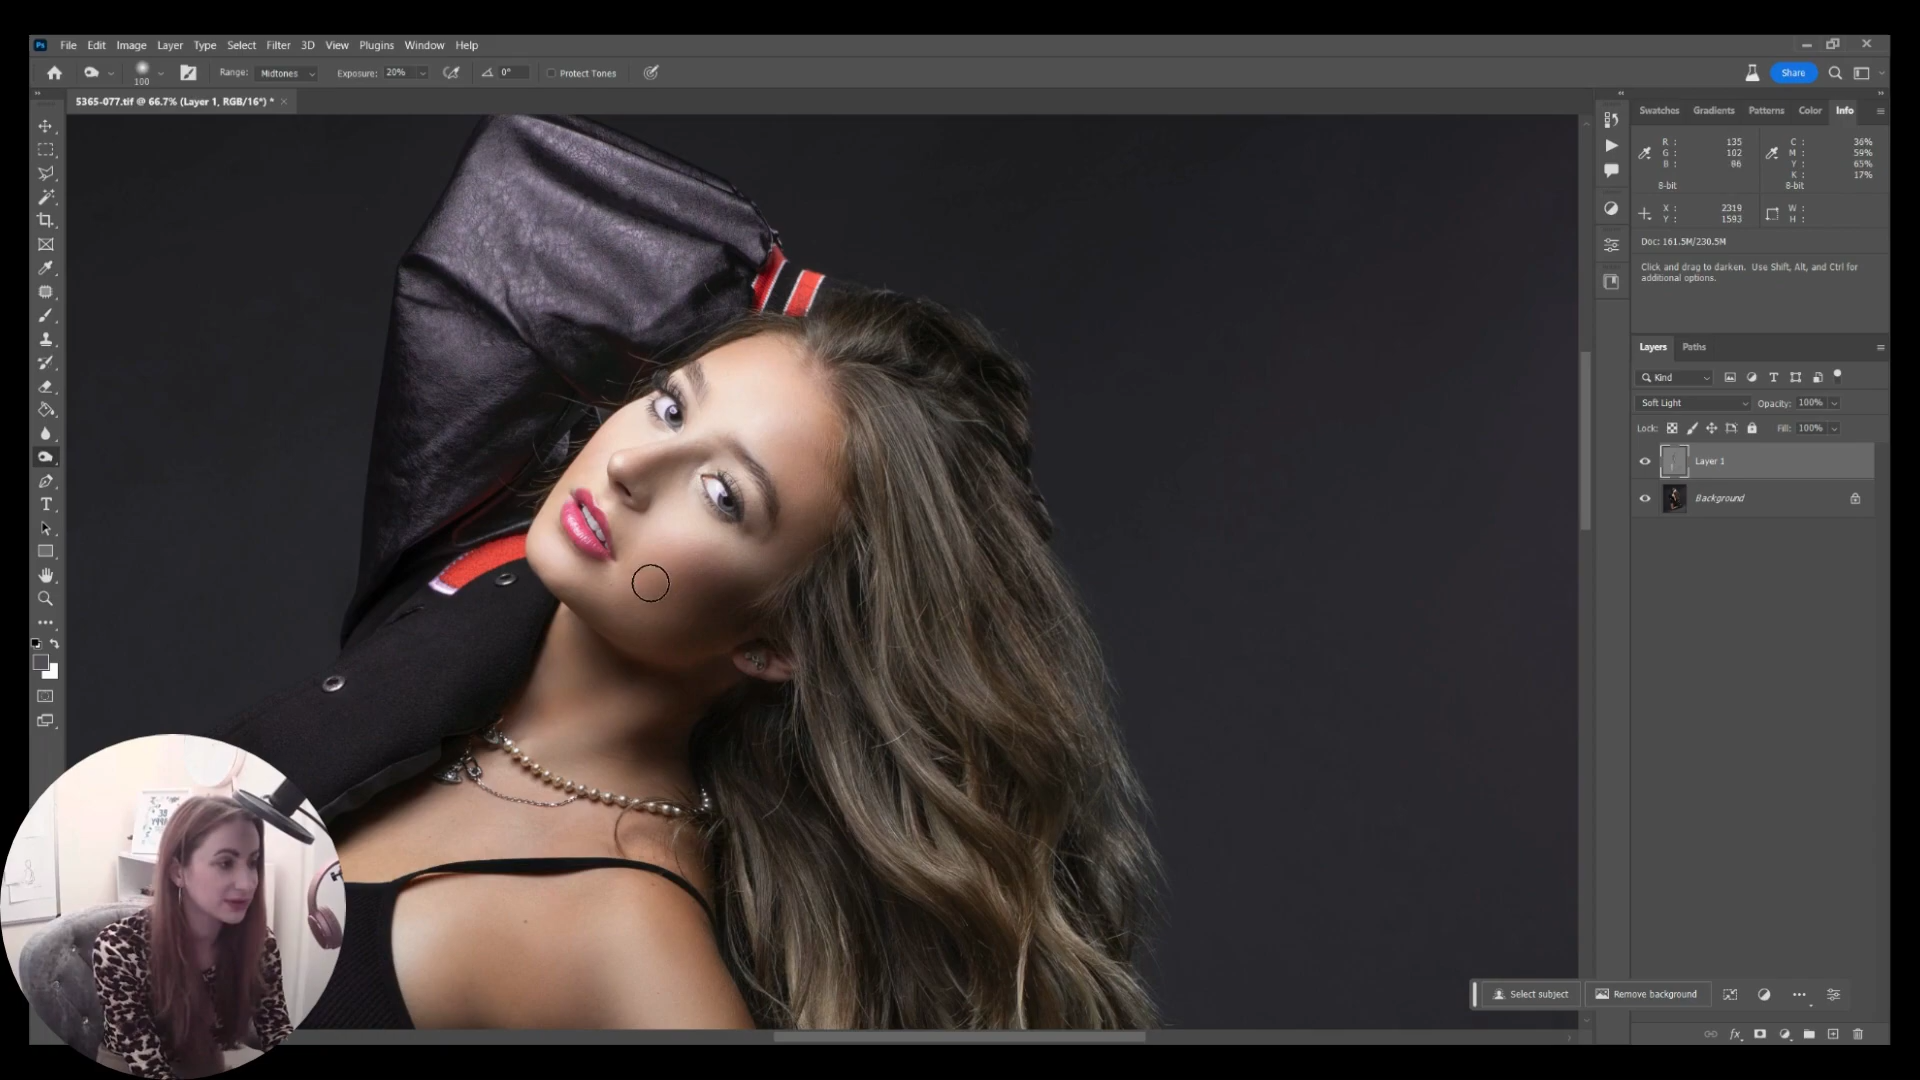 Ps File Edit Image Layer Type Select Filter 3D View Plugins Window Help
100 Range: Midtones Exposure: 20% 0° Protect Tones Share
5365-077.tif @ 66.7% (Layer 1, RGB/16*) * ×
Swatches Gradients Patterns Color Info
R : 135 C : 36%
G : 102 M : 59%
B : 86 Y : 65%
K : 17%
8-bit 8-bit
X : 2319 W :
Y : 1593 H :
Doc: 161.5M/230.5M
Click and drag to darken. Use Shift, Alt, and Ctrl for
additional options.
Layers Paths
Kind
Soft Light Opacity: 100%
Lock: Fill: 100%
Layer 1
Background
Select subject Remove background